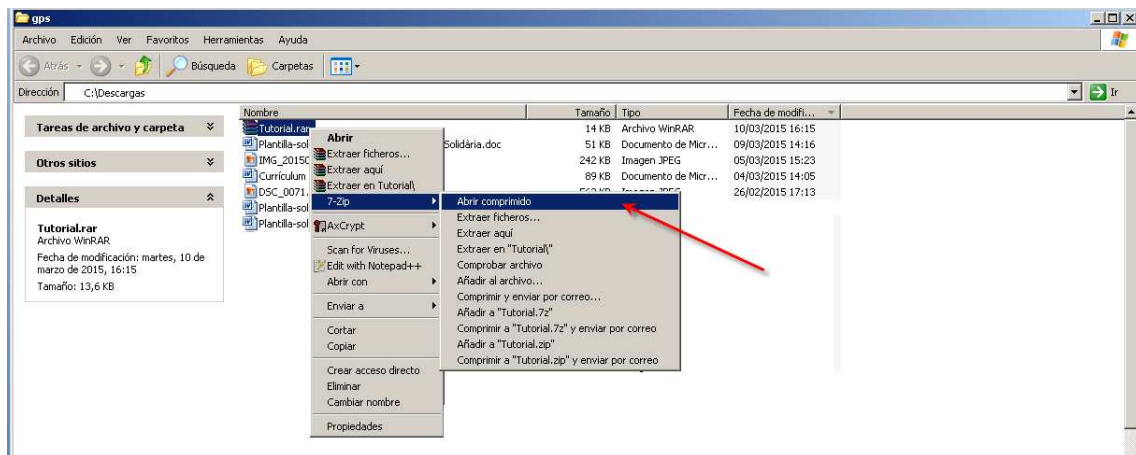 gps
Archivo Edición Ver Favoritos Herramientas Ayuda
Atrás Búsqueda Carpetas
Dirección C:\Descargas Ir
Tareas de archivo y carpeta
Otros sitios
Detalles
Tutorial.rar
Archivo WinRAR
Fecha de modificación: martes, 10 de
marzo de 2015, 16:15
Tamaño: 13,6 KB
Nombre Tamaño Tipo Fecha de modifi...
Tutorial.rar 14 KB Archivo WinRAR 10/03/2015 16:15
Plantilla-sol Solidária.doc 51 KB Documento de Micr... 09/03/2015 14:16
IMG_2015 242 KB Imagen JPEG 05/03/2015 15:23
Currículum 89 KB Documento de Micr... 04/03/2015 14:05
DSC_0071. 562 KB Imagen JPEG 26/02/2015 17:13
Plantilla-sol
Plantilla-sol
Abrir
Extraer ficheros...
Extraer aquí
Extraer en Tutorial\
7-Zip
AxCrypt
Scan for Viruses...
Edit with Notepad++
Abrir con
Enviar a
Cortar
Copiar
Crear acceso directo
Eliminar
Cambiar nombre
Propiedades
Abrir comprimido
Extraer ficheros...
Extraer aquí
Extraer en "Tutorial\"
Comprobar archivo
Añadir al archivo...
Comprimir y enviar por correo...
Añadir a "Tutorial.7z"
Comprimir a "Tutorial.7z" y enviar por correo
Añadir a "Tutorial.zip"
Comprimir a "Tutorial.zip" y enviar por correo